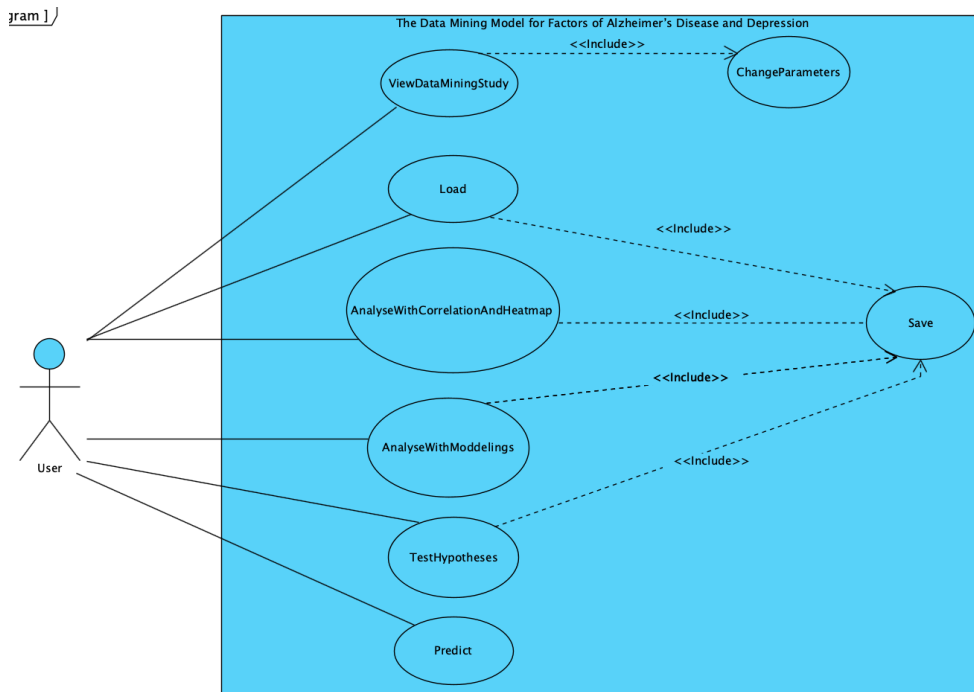 gram ]
The Data Mining Model for Factors of Alzheimer's Disease and Depression
<<Include>>
ViewDataMiningStudy
ChangeParameters
Load
<<Include>>
AnalyseWithCorrelationAndHeatmap
<<Include>>
Save
<<Include>>
AnalyseWithModdelings
<<Include>>
User
TestHypotheses
Predict